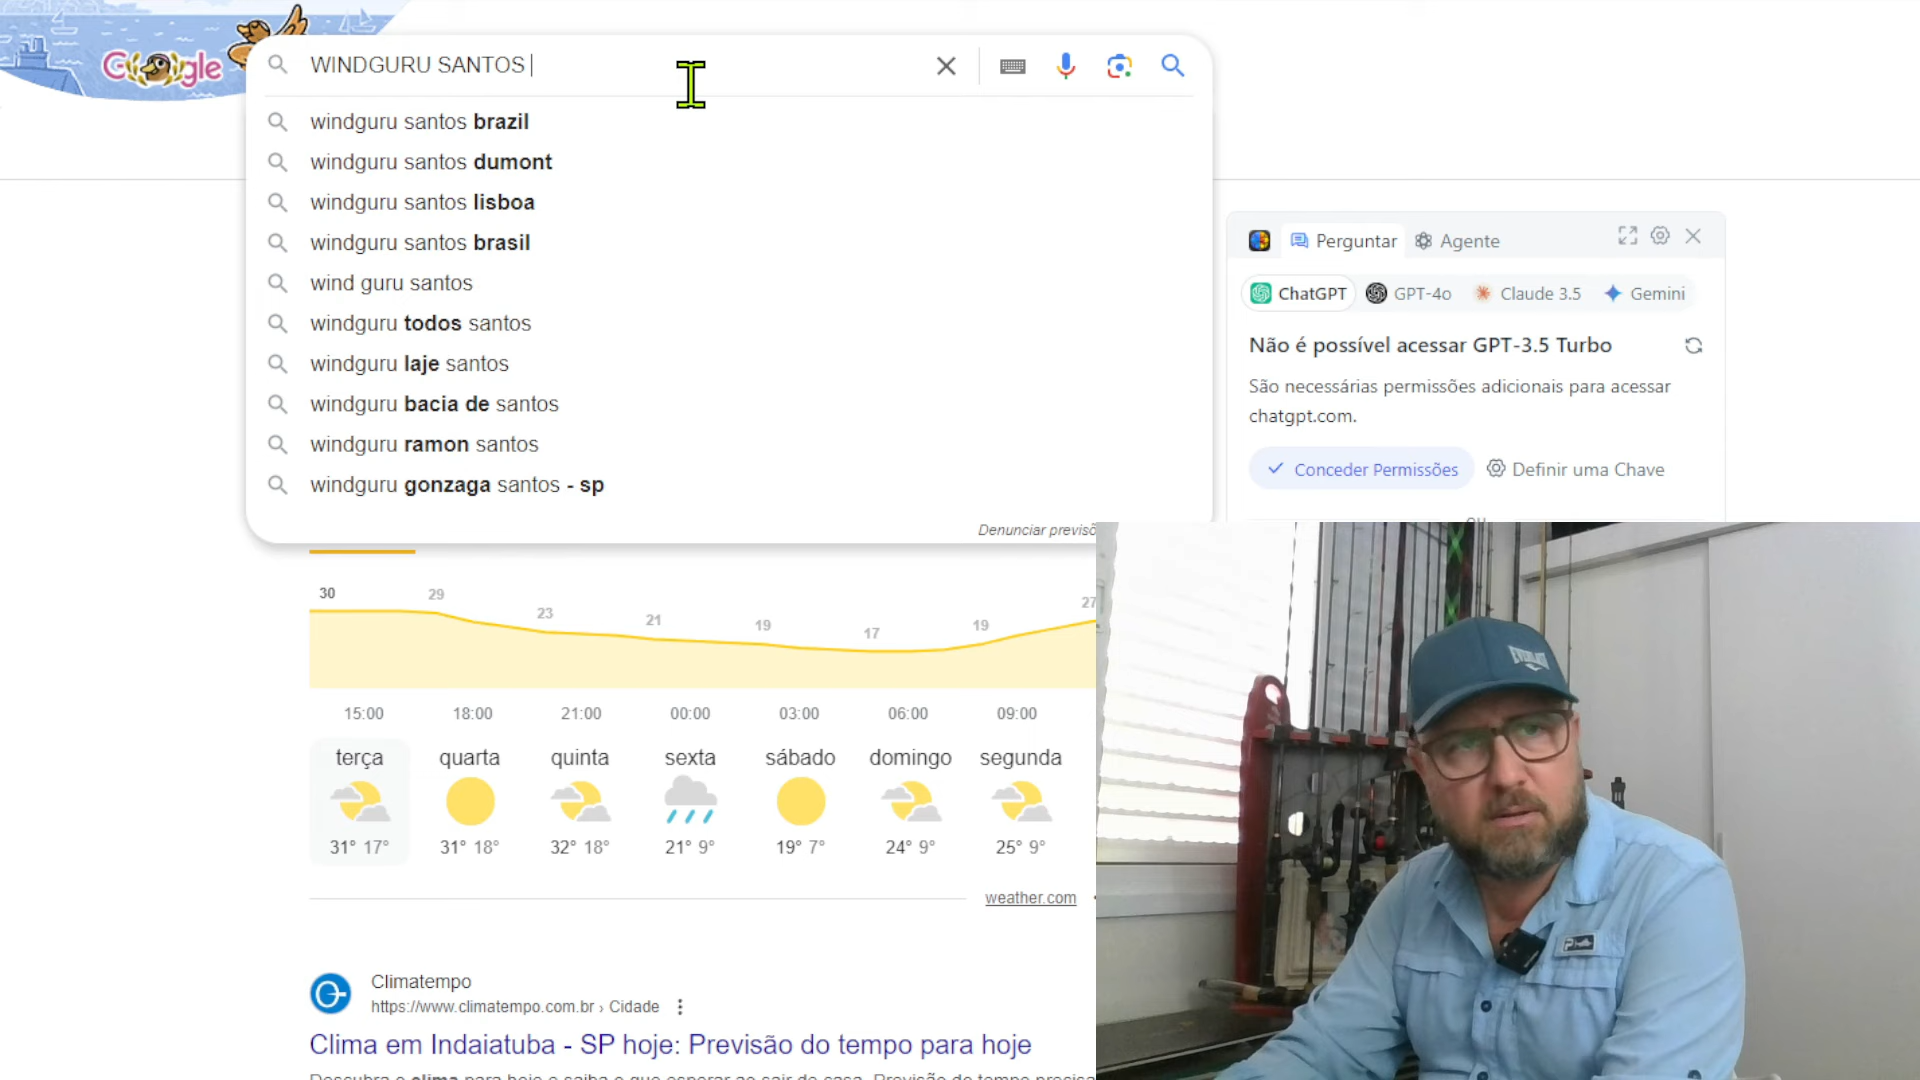 Google
WINDGURU SANTOS
windguru santos brazil
windguru santos dumont
windguru santos lisboa
windguru santos brasil
wind guru santos
windguru todos santos
windguru laje santos
windguru bacia de santos
windguru ramon santos
windguru gonzaga santos - sp
Denunciar
Perguntar
Agente
ChatGPT
GPT-4o
Claude 3.5
Gemini
Não é possível acessar GPT-3.5 Turbo
São necessárias permissões adicionais para acessar
chatgpt.com.
Conceder Permissões
Definir uma Chave
30 29 23 21 19 17 19 27
15:00 18:00 21:00 00:00 03:00 06:00 09:00
terça quarta quinta sexta sábado domingo segunda
31° 17° 31° 18° 32° 18° 21° 9° 19° 7° 24° 9° 25° 9°
weather.com
Climatempo
https://www.climatempo.com.br › Cidade
Clima em Indaiatuba - SP hoje: Previsão do tempo para hoje
EVERLAST